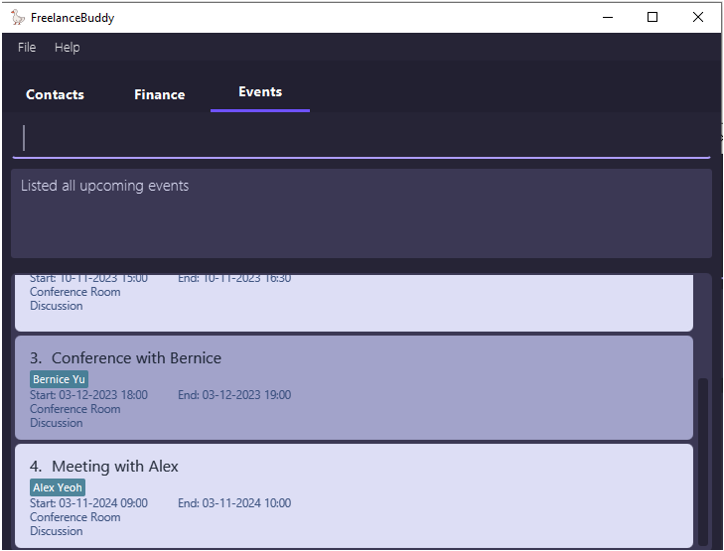 FreelanceBuddy
File Help
Contacts Finance Events
Listed all upcoming events
Start: 10-11-2023 15:00 End: 10-11-2023 16:30
Conference Room
Discussion
3. Conference with Bernice
Bernice Yu
Start: 03-12-2023 18:00 End: 03-12-2023 19:00
Conference Room
Discussion
4. Meeting with Alex
Alex Yeoh
Start: 03-11-2024 09:00 End: 03-11-2024 10:00
Conference Room
Discussion